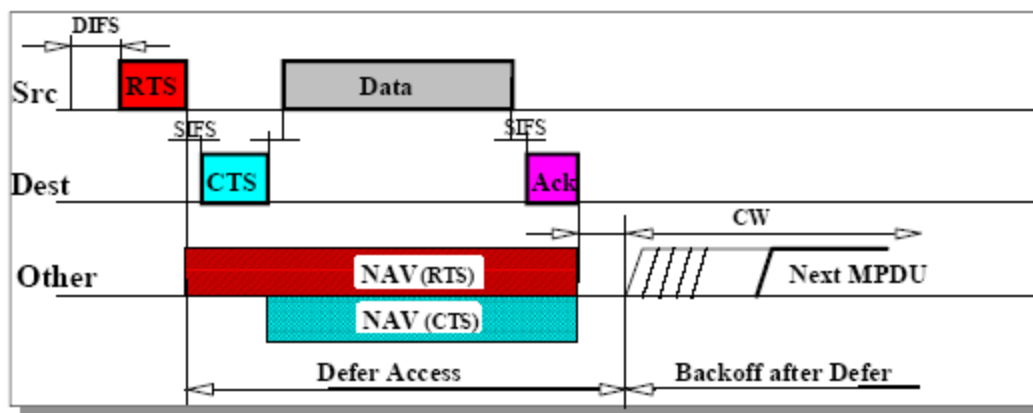 DIFS
Src
RTS
Data
SIFS
SIFS
Dest
CTS
Ack
CW
Other
NAV (RTS)
Next MPDU
NAV (CTS)
Defer Access
Backoff after Defer